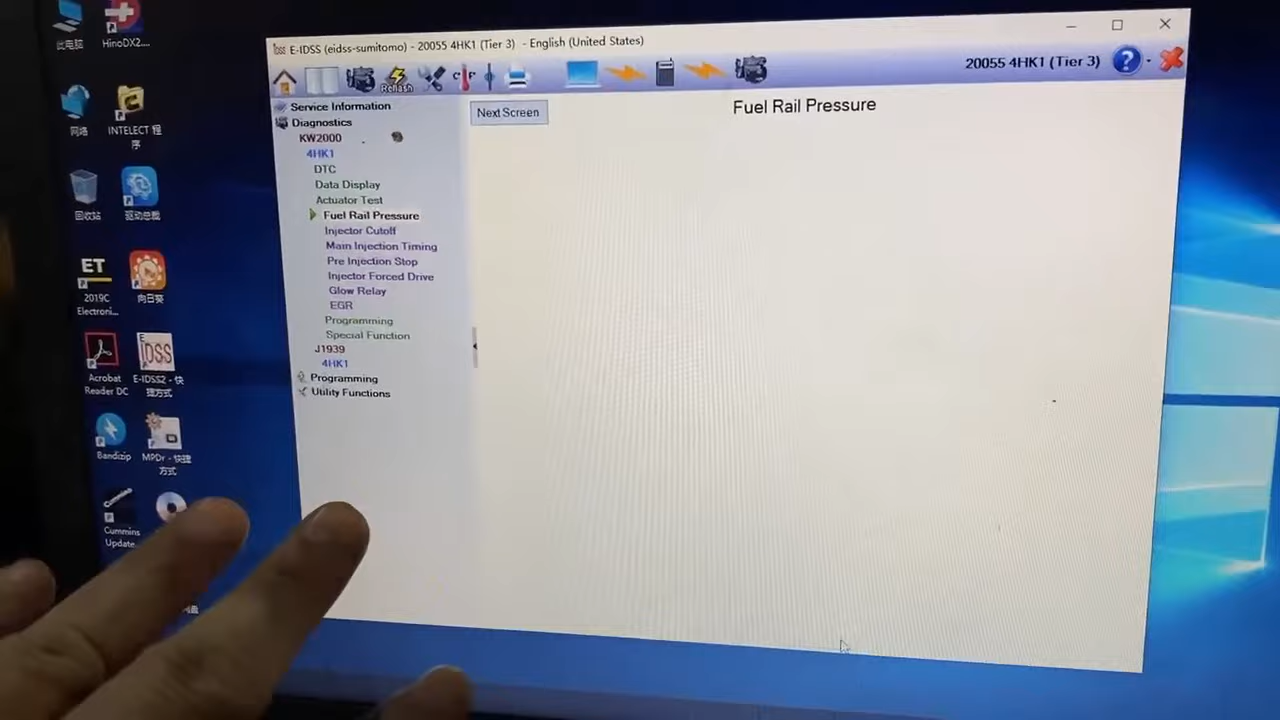 此电脑
HinoDX2....
网络
INTELECT 程
序
回收站
驱动总裁
ET
2019C
Electroni...
向日葵
Acrobat
Reader DC
E
IDSS
E-IDSS2 - 快
捷方式
Bandizip
MPDr - 快捷
方式
Cummins
Cummins
Update
E-IDSS (eidss-sumitomo) - 20055 4HK1 (Tier 3) - English (United States)
Reflash
20055 4HK1 (Tier 3)
?
Service Information
Diagnostics
KW2000
4HK1
DTC
Data Display
Actuator Test
Fuel Rail Pressure
Injector Cutoff
Main Injection Timing
Pre Injection Stop
Injector Forced Drive
Glow Relay
EGR
Programming
Special Function
J1939
4HK1
Programming
Utility Functions
Next Screen
Fuel Rail Pressure